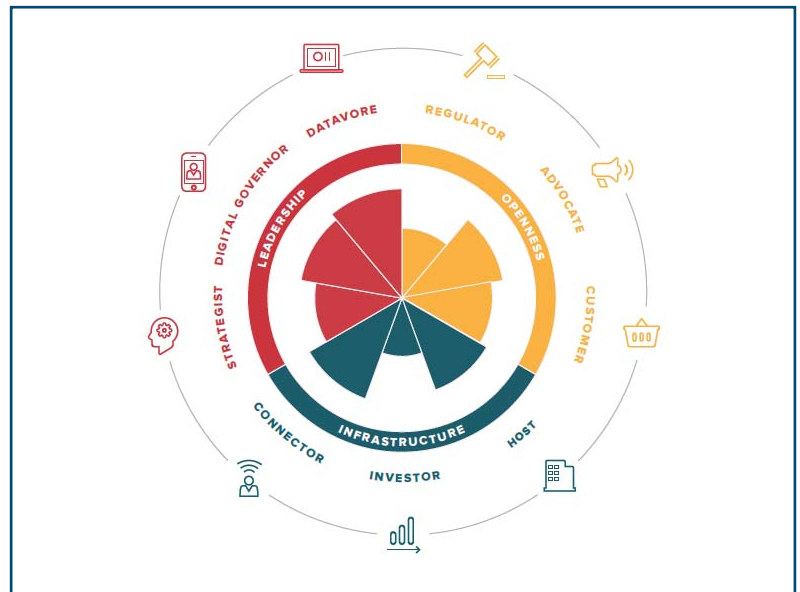 DATAVORE
REGULATOR
DIGITAL GOVERNOR
ADVOCATE
LEADERSHIP
OPENNESS
STRATEGIST
CUSTOMER
CONNECTOR
INFRASTRUCTURE
HOST
INVESTOR